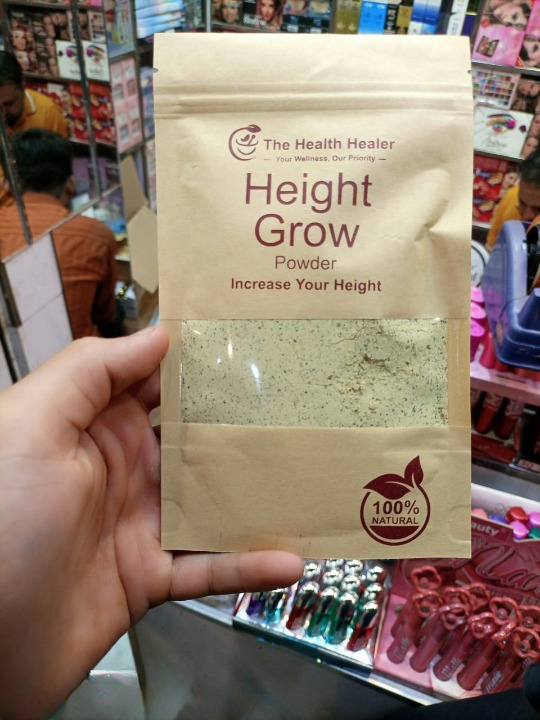 The Health Healer
Your Wellness. Our Priority
Height
Grow
Powder
Increase Your Height
100%
NATURAL